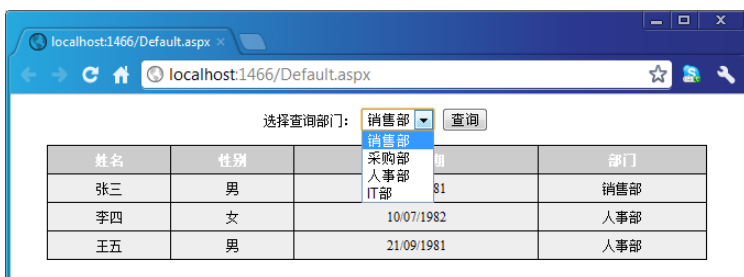 localhost:1466/Default.aspx ×
localhost:1466/Default.aspx
选择查询部门： 销售部 查询
销售部
采购部
人事部
IT部
姓名 性别 期 部门
张三 男 81 销售部
李四 女 10/07/1982 人事部
王五 男 21/09/1981 人事部